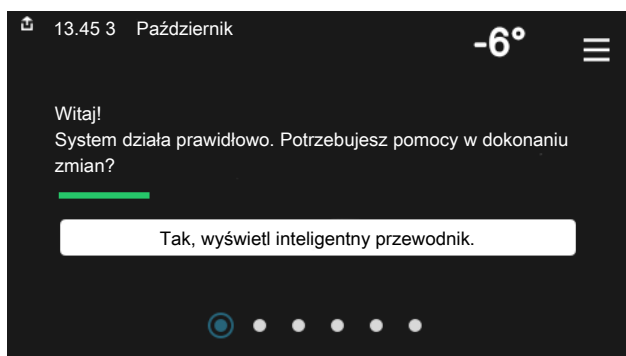 13.45 3 Październik
-6°
Witaj!
System działa prawidłowo. Potrzebujesz pomocy w dokonaniu
zmian?
Tak, wyświetl inteligentny przewodnik.